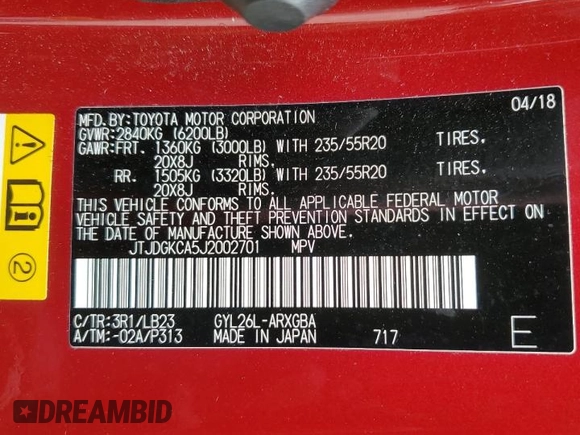 04/18
MFD. BY: TOYOTA MOTOR CORPORATION
GVWR: 2840KG (6200LB)
GAWR: FRT. 1360KG (3000LB) WITH 235/55R20 TIRES.
20X8J RIMS.
RR. 1505KG (3320LB) WITH 235/55R20 TIRES.
20X8J RIMS.
THIS VEHICLE CONFORMS TO ALL APPLICABLE FEDERAL MOTOR
VEHICLE SAFETY AND THEFT PREVENTION STANDARDS IN EFFECT ON
THE DATE OF MANUFACTURE SHOWN ABOVE.
JTJDGKCA5J2002701 MPV
C/TR: 3R1/LB23 GYL26L-ARXGBA
A/TM: -02A/P313 MADE IN JAPAN 717 E
2
DREAMBID